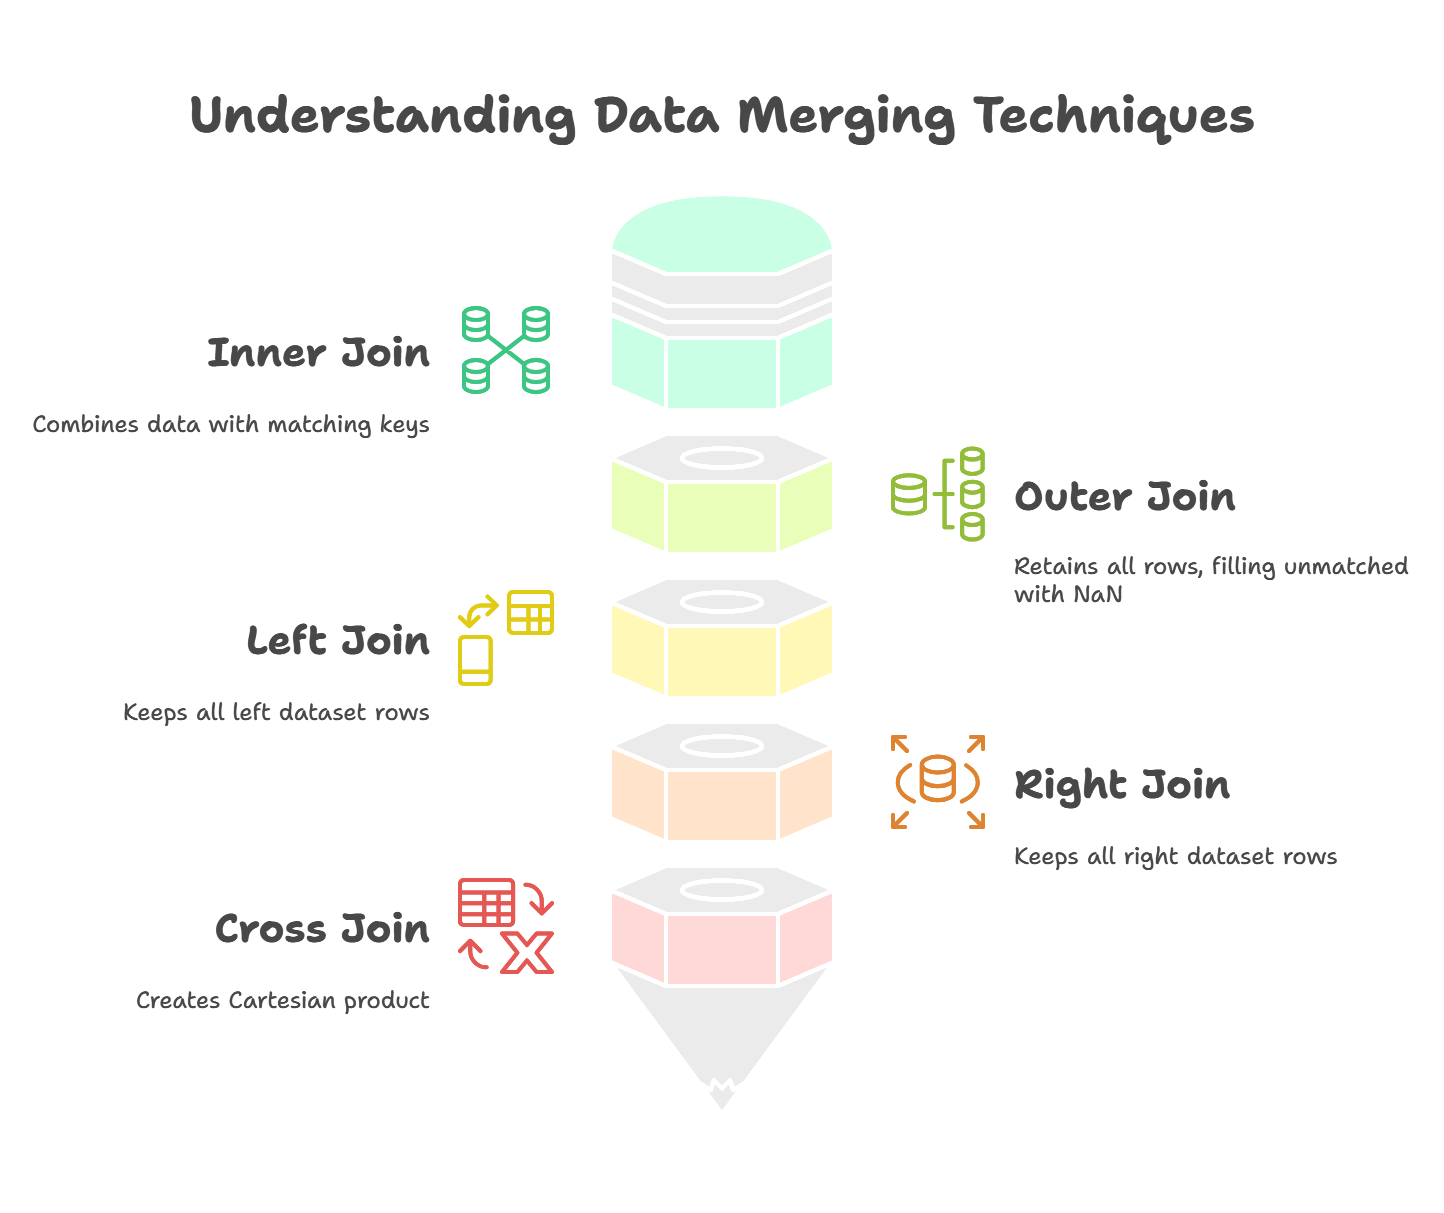 Understanding Data Merging Techniques
Inner Join
Combines data with matching keys
Outer Join
Retains all rows, filling unmatched
with NaN
Left Join
Keeps all left dataset rows
Right Join
Keeps all right dataset rows
Cross Join
Creates Cartesian product